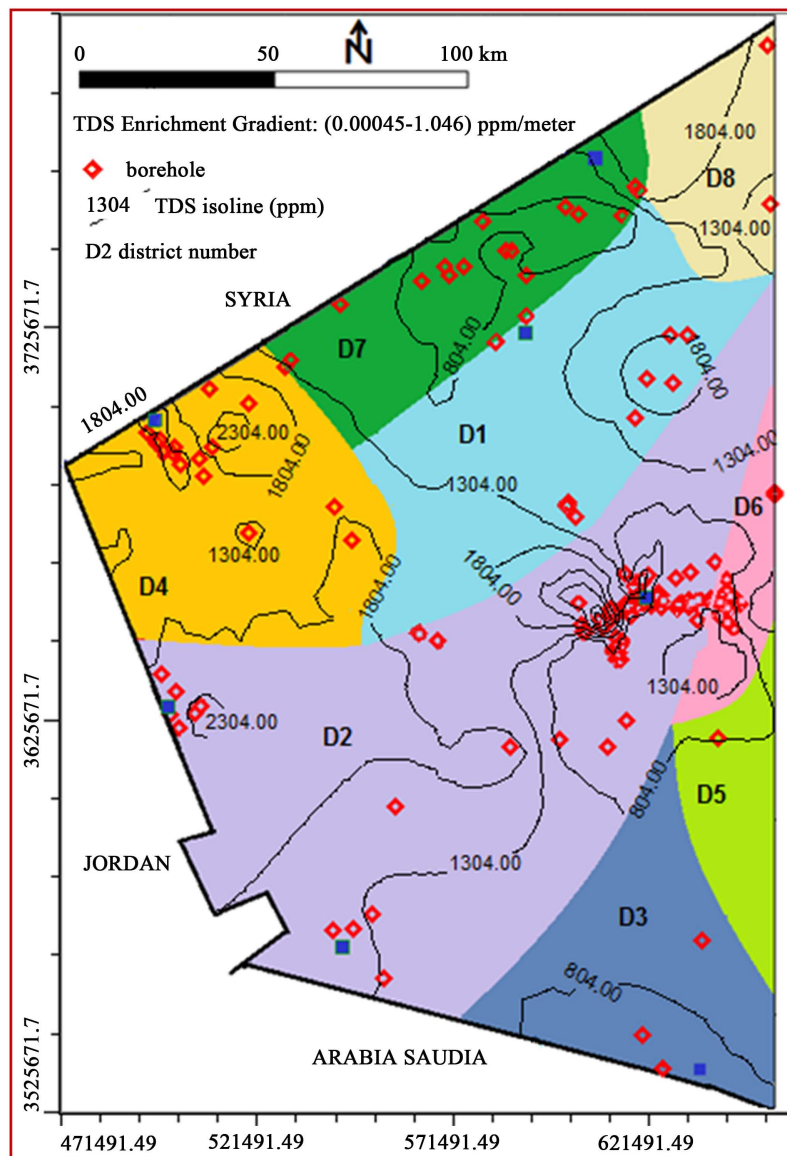 0 50 100 km
N
TDS Enrichment Gradient: (0.00045-1.046) ppm/meter
borehole
1304 TDS isoline (ppm)
D2 district number
1804.00
D8
1304.00
SYRIA
3725671.7
D7
804.00
1804.00
1804.00
2304.00
D1
1804.00
1304.00
1304.00
D6
1304.00
D4
1804.00
1804.00
1304.00
2304.00
D2
3625671.7
804.00
D5
JORDAN
1304.00
D3
804.00
ARABIA SAUDIA
3525671.7
471491.49 521491.49 571491.49 621491.49